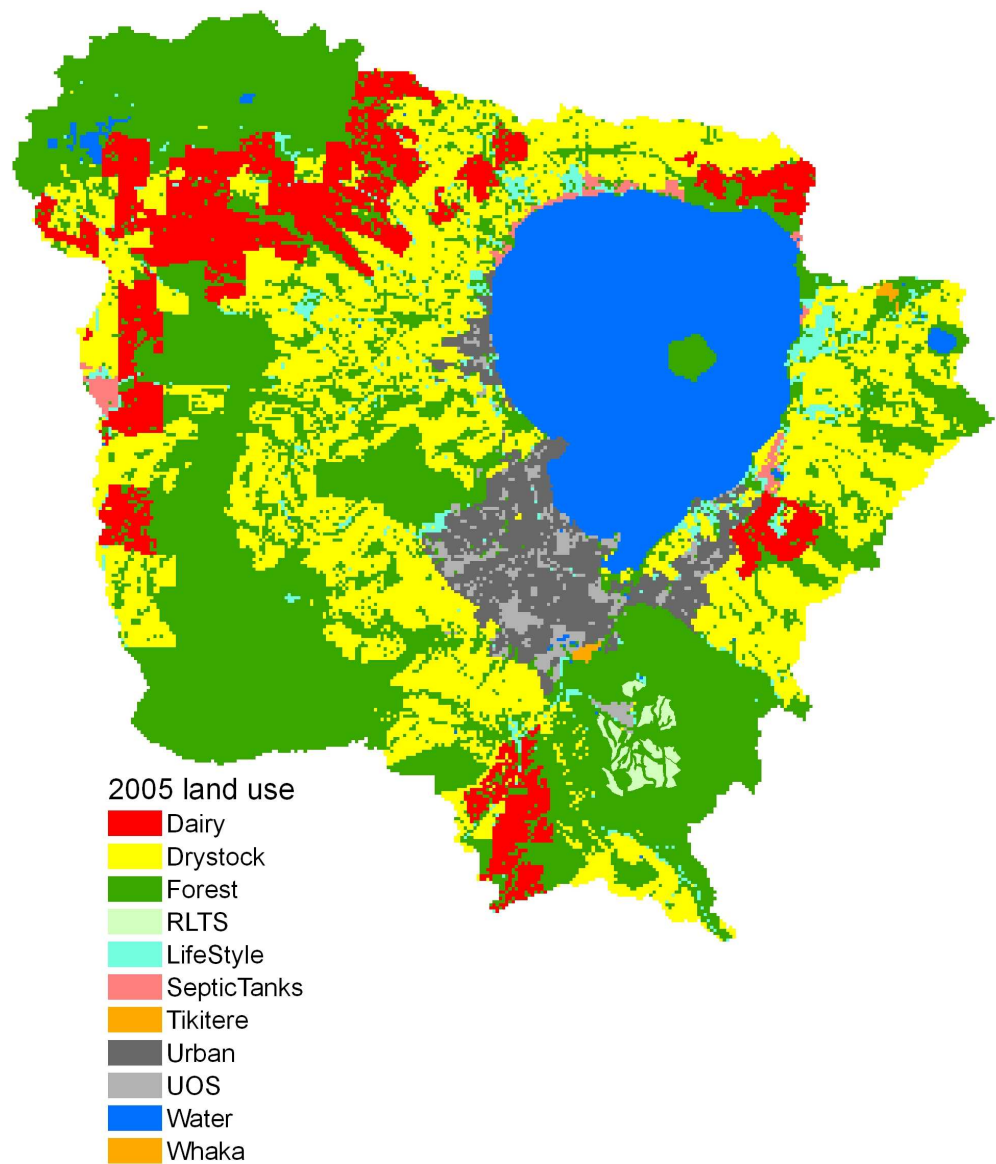 2005 land use
Dairy
Drystock
Forest
RLTS
LifeStyle
SepticTanks
Tikitere
Urban
UOS
Water
Whaka